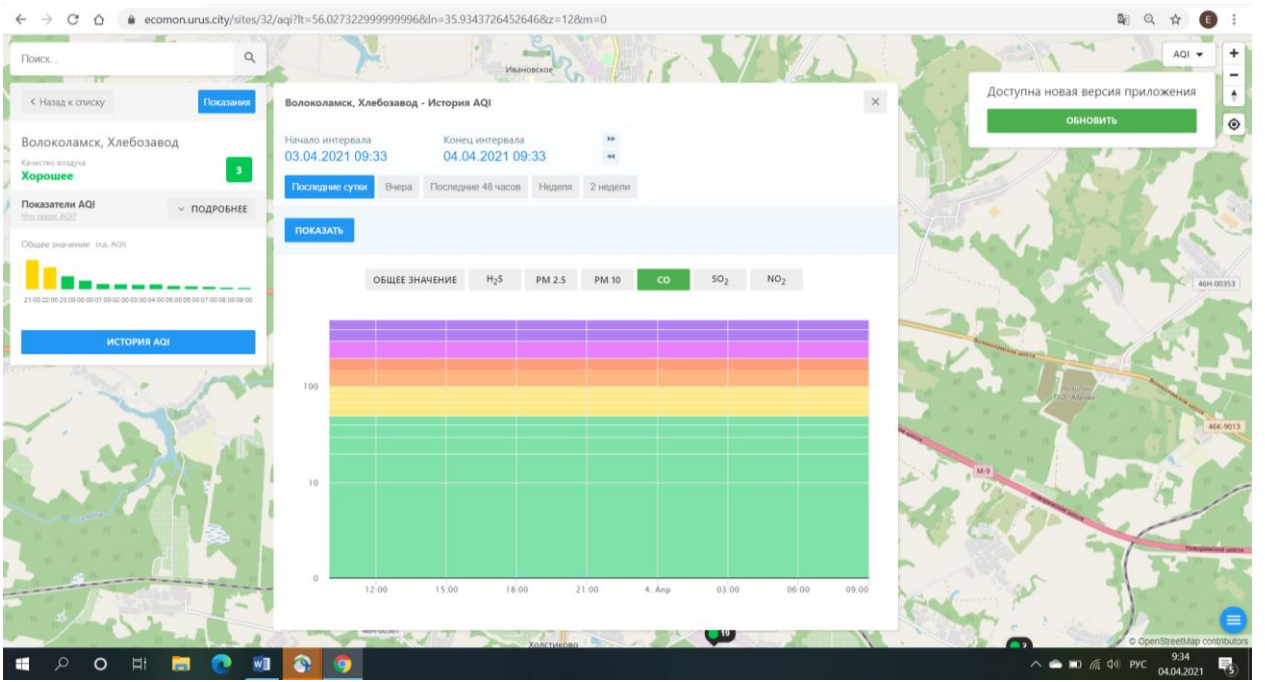 ecomon.urus.city/sites/32/aqi?lt=56.027322999999996&ln=35.93437264526468&z=12&m=0
E
Поиск...
Ивановское
AQI
+
−
Назад к списку
Показания
Волоколамск, Хлебозавод - История AQI
×
Доступна новая версия приложения
ОБНОВИТЬ
Волоколамск, Хлебозавод
Качество воздуха
Хорошее
3
Начало интервала
Конец интервала
03.04.2021 09:33
04.04.2021 09:33
Последние сутки
Вчера
Последние 48 часов
Неделя
2 недели
Показатели AQI
Что такое AQI?
ПОДРОБНЕЕ
ПОКАЗАТЬ
Общее значение (ед. AQI)
21:00 22:00 23:00 00:00 01:00 02:00 03:00 04:00 05:00 06:00 07:00 08:00 09:00
ИСТОРИЯ AQI
ОБЩЕЕ ЗНАЧЕНИЕ
H₂S
PM 2.5
PM 10
CO
SO₂
NO₂
100
10
0
12:00
15:00
18:00
21:00
4. Апр
03:00
06:00
09:00
46Н-00353
Волоколамское шоссе
46К-9013
М-9
Новорижское шоссе
Холстиково
19
2
© OpenStreetMap contributors
РУС
9:34
04.04.2021
5